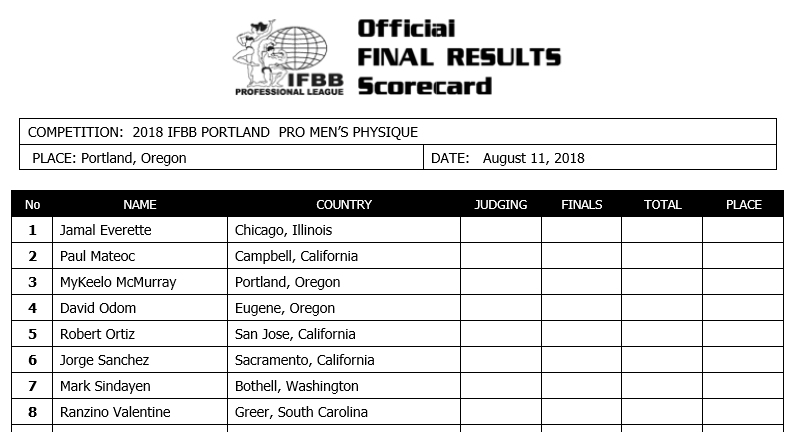 Official
FINAL RESULTS
Scorecard
IFBB
PROFESSIONAL LEAGUE
COMPETITION: 2018 IFBB PORTLAND PRO MEN'S PHYSIQUE
PLACE: Portland, Oregon DATE: August 11, 2018
No NAME COUNTRY JUDGING FINALS TOTAL PLACE
1 Jamal Everette Chicago, Illinois
2 Paul Mateoc Campbell, California
3 MyKeelo McMurray Portland, Oregon
4 David Odom Eugene, Oregon
5 Robert Ortiz San Jose, California
6 Jorge Sanchez Sacramento, California
7 Mark Sindayen Bothell, Washington
8 Ranzino Valentine Greer, South Carolina